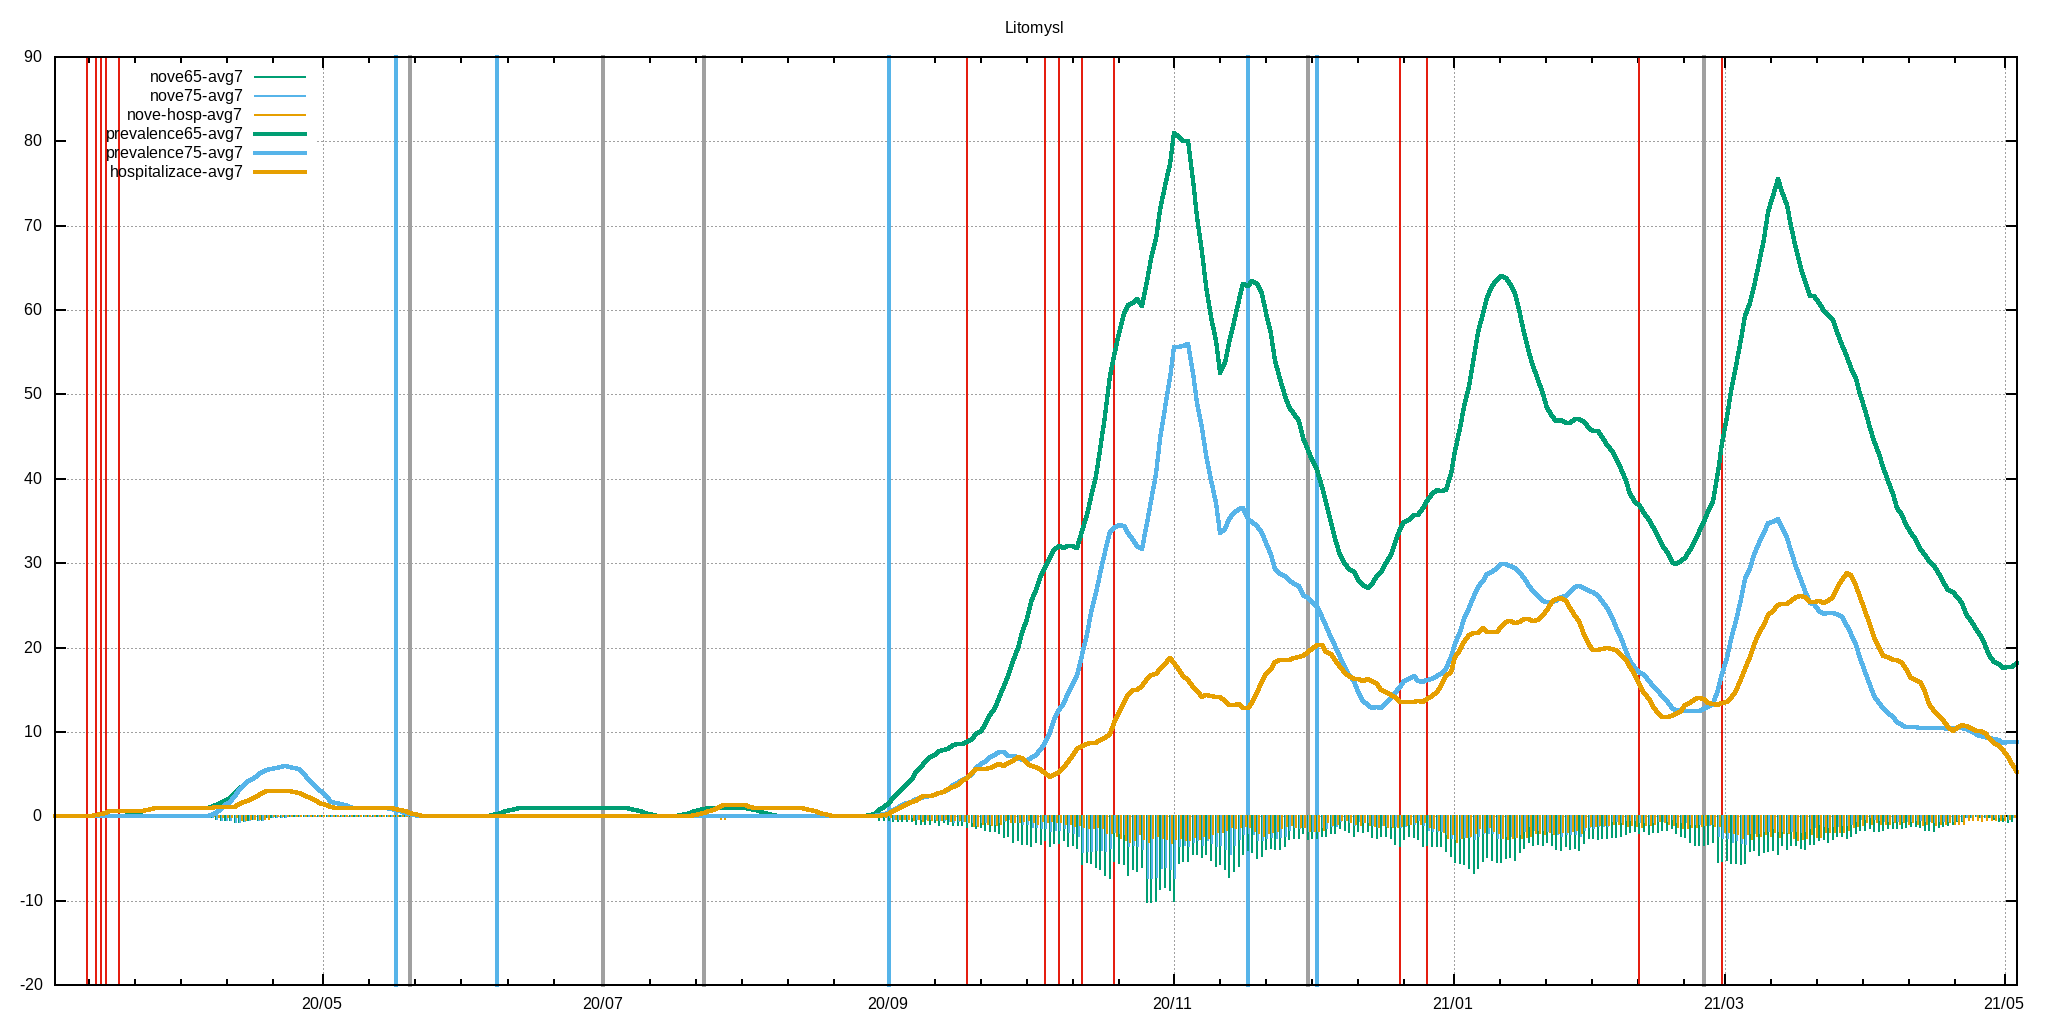 Litomysl
90
80
70
60
50
40
30
20
10
0
-10
-20
nove65-avg7
nove75-avg7
nove-hosp-avg7
prevalence65-avg7
prevalence75-avg7
hospitalizace-avg7
20/05 20/07 20/09 20/11 21/01 21/03 21/05